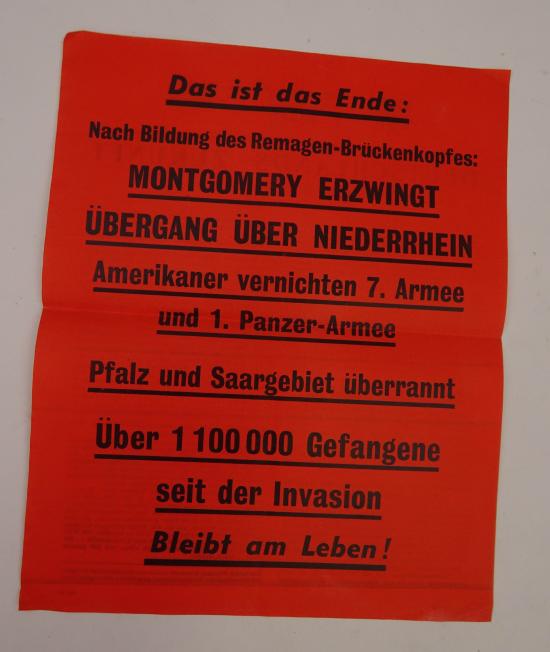 Das ist das Ende:
Nach Bildung des Remagen-Brückenkopfes:
MONTGOMERY ERZWINGT
ÜBERGANG ÜBER NIEDERRHEIN
Amerikaner vernichten 7. Armee
und 1. Panzer-Armee
Pfalz und Saargebiet überrannt
Über 1 100 000 Gefangene
seit der Invasion
Bleibt am Leben!